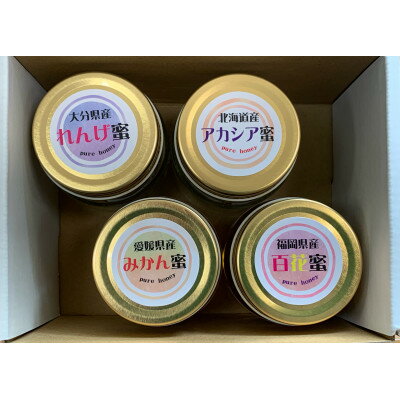 大分県産
れんげ蜜
pure honey
北海道産
アカシア蜜
pure honey
愛媛県産
みかん蜜
pure honey
福岡県産
百花蜜
pure honey